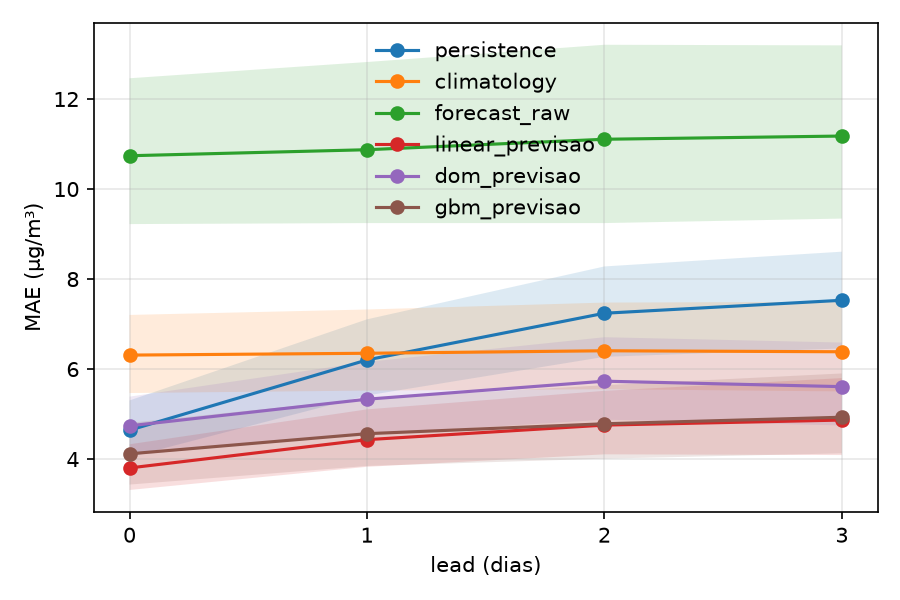 persistence
climatology
forecast_raw
linear_previsao
dom_previsao
gbm_previsao
12
10
8
6
4
MAE (µg/m³)
0 1 2 3
lead (dias)